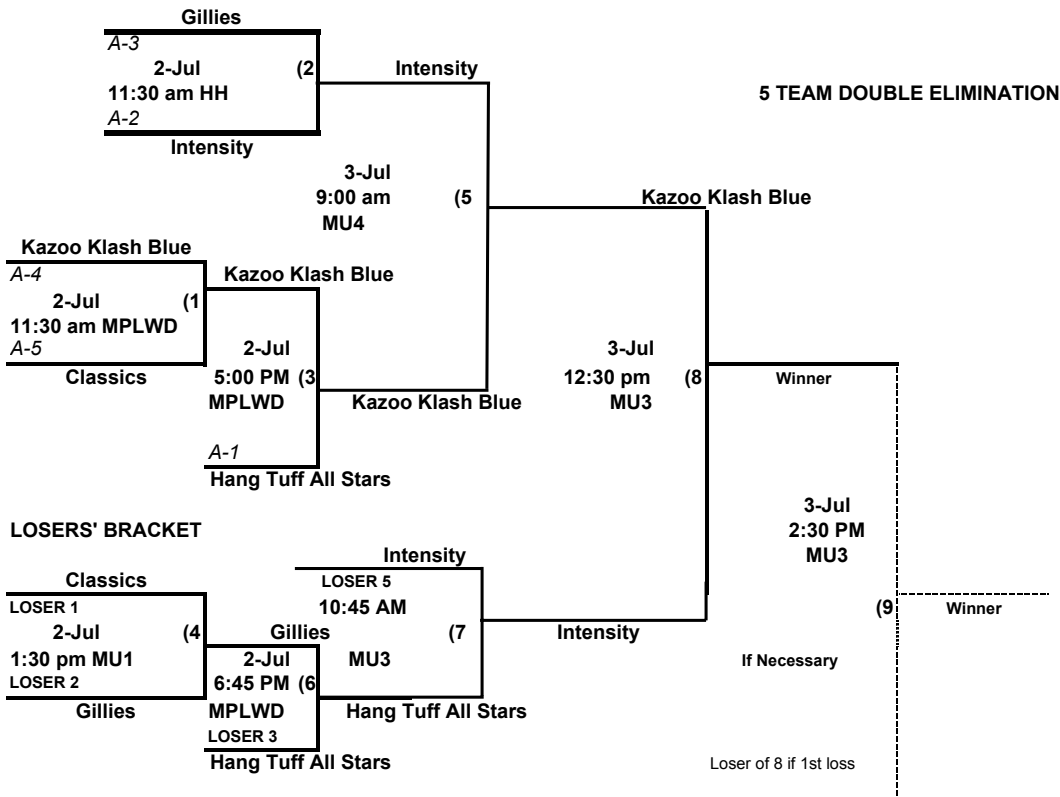 Gillies
A-3
2-Jul (2
11:30 am HH
A-2
Intensity
Intensity
5 TEAM DOUBLE ELIMINATION
3-Jul
9:00 am (5
MU4
Kazoo Klash Blue
Kazoo Klash Blue
A-4
2-Jul (1
11:30 am MPLWD
A-5
Classics
Kazoo Klash Blue
2-Jul
5:00 PM (3
MPLWD
A-1
Hang Tuff All Stars
Kazoo Klash Blue
3-Jul
12:30 pm (8
MU3
Winner
LOSERS' BRACKET
Classics
LOSER 1
2-Jul (4
1:30 pm MU1
LOSER 2
Gillies
Gillies
2-Jul
6:45 PM (6
MPLWD
LOSER 3
Hang Tuff All Stars
Intensity
LOSER 5
10:45 AM
(7
MU3
Hang Tuff All Stars
Intensity
3-Jul
2:30 PM
MU3
(9
Winner
If Necessary
Loser of 8 if 1st loss